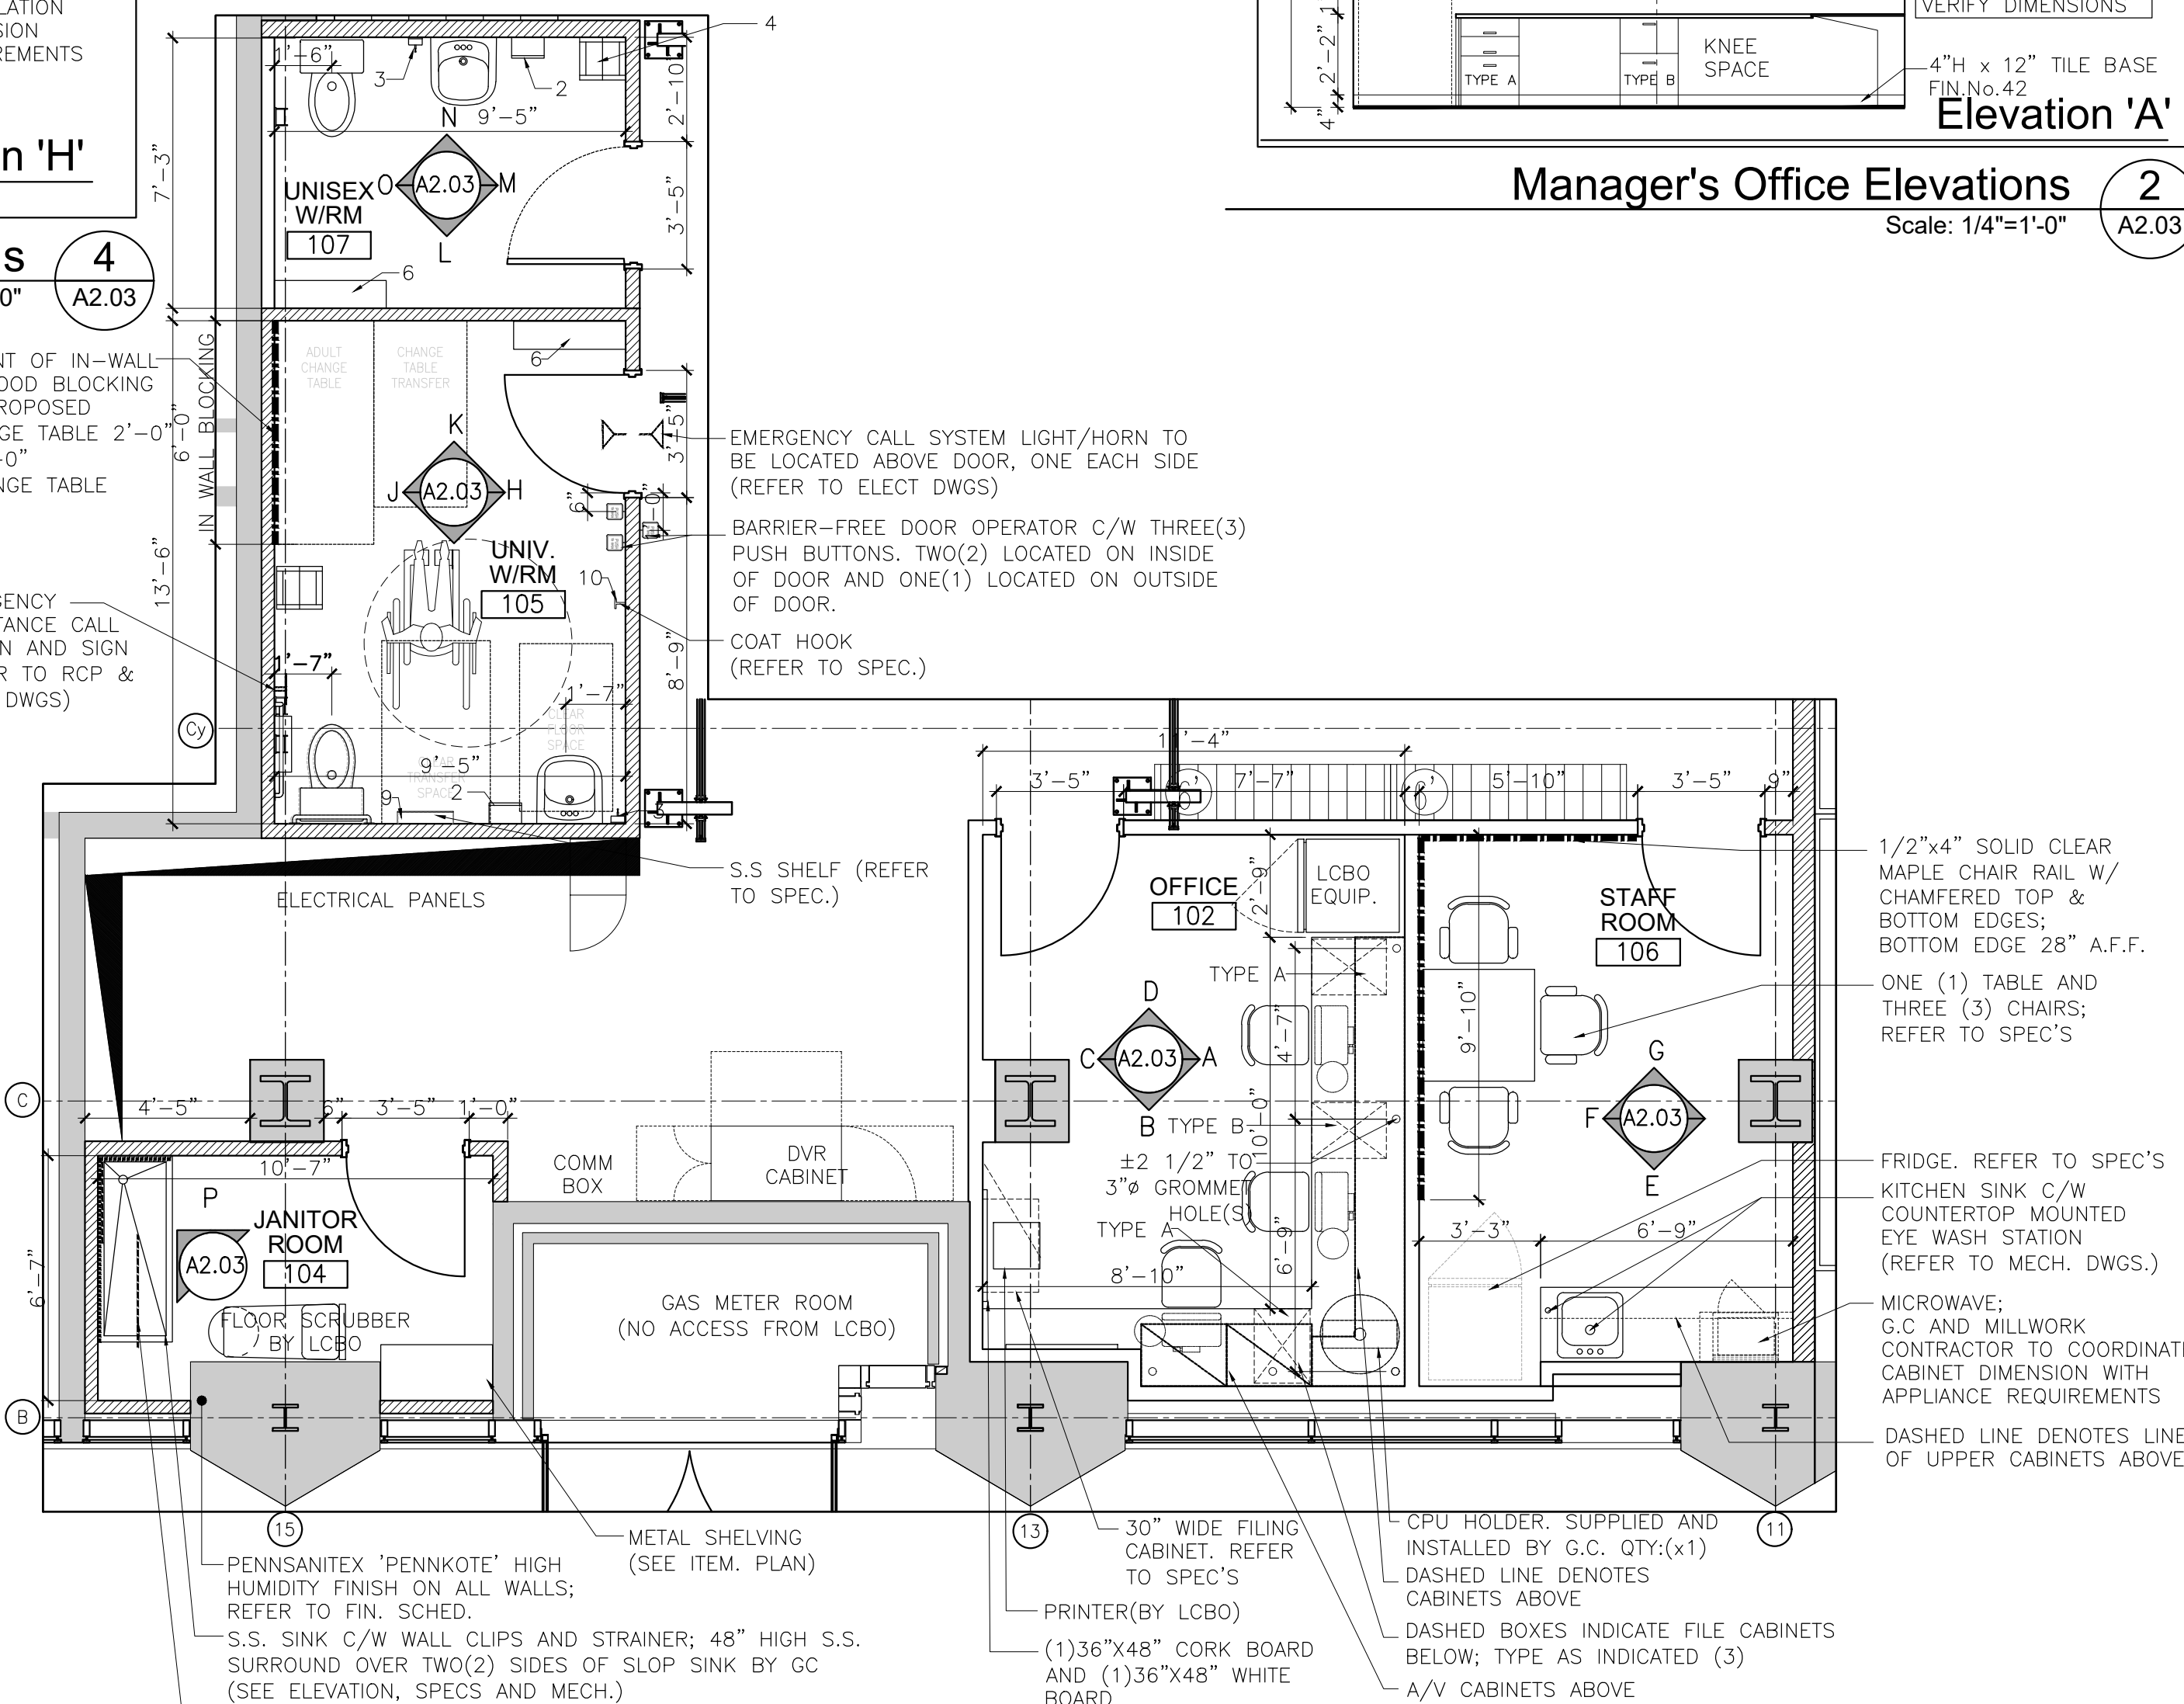 LATION
SION
REMENTS
n 'H'
s
4
0"
A2.03
VERIFY DIMENSIONS
2'-2"
1
4"
TYPE A
TYPE B
KNEE
SPACE
4"H x 12" TILE BASE
FIN.No.42
Elevation 'A'
Manager's Office Elevations
2
Scale: 1/4"=1'-0"
A2.03
4
1'-6"
3
2
N
9'-5"
2'-10"
7'-3"
UNISEX
W/RM
107
O
A2.03
M
L
3'-5"
6
NT OF IN-WALL
OOD BLOCKING
ROPOSED
GE TABLE 2'-0"
-0"
NGE TABLE
6'-0"
IN WALL BLOCKING
ADULT
CHANGE
TABLE
CHANGE
TABLE
TRANSFER
6
K
J
A2.03
H
3'-5"
6"
1'-0"
EMERGENCY CALL SYSTEM LIGHT/HORN TO
BE LOCATED ABOVE DOOR, ONE EACH SIDE
(REFER TO ELECT DWGS)
BARRIER-FREE DOOR OPERATOR C/W THREE(3)
PUSH BUTTONS. TWO(2) LOCATED ON INSIDE
OF DOOR AND ONE(1) LOCATED ON OUTSIDE
OF DOOR.
COAT HOOK
(REFER TO SPEC.)
13'-6"
UNIV.
W/RM
105
10
GENCY
TANCE CALL
N AND SIGN
R TO RCP &
DWGS)
1'-7"
1'-7"
8'-9"
CLEAR
FLOOR
SPACE
CLEAR
TRANSFER
SPACE
9'-5"
9
2
3
Cy
S.S SHELF (REFER
TO SPEC.)
ELECTRICAL PANELS
3'-5"
6"
7'-7"
6"
5'-10"
3'-5"
9"
OFFICE
102
2'-9"
LCBO
EQUIP.
STAFF
ROOM
106
1/2"x4" SOLID CLEAR
MAPLE CHAIR RAIL W/
CHAMFERED TOP &
BOTTOM EDGES;
BOTTOM EDGE 28" A.F.F.
TYPE A
D
C
A2.03
A
B
4'-7"
9'-10"
ONE (1) TABLE AND
THREE (3) CHAIRS;
REFER TO SPEC'S
G
F
A2.03
E
C
4'-5"
6"
3'-5"
1'-0"
TYPE B
10'-0"
±2 1/2" TO
3"ø GROMMET
HOLE(S)
TYPE A
10'-7"
COMM
BOX
DVR
CABINET
P
A2.03
JANITOR
ROOM
104
6'-7"
FLOOR SCRUBBER
BY LCBO
GAS METER ROOM
(NO ACCESS FROM LCBO)
8'-10"
6'-9"
3'-3"
6'-9"
FRIDGE. REFER TO SPEC'S
KITCHEN SINK C/W
COUNTERTOP MOUNTED
EYE WASH STATION
(REFER TO MECH. DWGS.)
MICROWAVE;
G.C AND MILLWORK
CONTRACTOR TO COORDINATE
CABINET DIMENSION WITH
APPLIANCE REQUIREMENTS
DASHED LINE DENOTES LINE
OF UPPER CABINETS ABOVE
B
15
13
11
METAL SHELVING
(SEE ITEM. PLAN)
PENNSANITEX 'PENNKOTE' HIGH
HUMIDITY FINISH ON ALL WALLS;
REFER TO FIN. SCHED.
S.S. SINK C/W WALL CLIPS AND STRAINER; 48" HIGH S.S.
SURROUND OVER TWO(2) SIDES OF SLOP SINK BY GC
(SEE ELEVATION, SPECS AND MECH.)
30" WIDE FILING
CABINET. REFER
TO SPEC'S
PRINTER(BY LCBO)
(1)36"X48" CORK BOARD
AND (1)36"X48" WHITE
BOARD
CPU HOLDER. SUPPLIED AND
INSTALLED BY G.C. QTY:(x1)
DASHED LINE DENOTES
CABINETS ABOVE
DASHED BOXES INDICATE FILE CABINETS
BELOW; TYPE AS INDICATED (3)
A/V CABINETS ABOVE